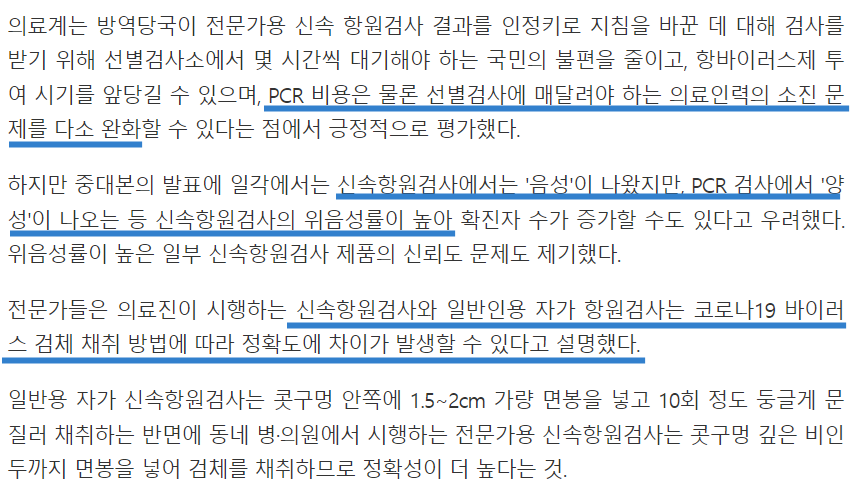 의료계는 방역당국이 전문가용 신속 항원검사 결과를 인정키로 지침을 바꾼 데 대해 검사를
받기 위해 선별검사소에서 몇 시간씩 대기해야 하는 국민의 불편을 줄이고, 항바이러스제 투
여 시기를 앞당길 수 있으며, PCR 비용은 물론 선별검사에 매달려야 하는 의료인력의 소진 문
제를 다소 완화할 수 있다는 점에서 긍정적으로 평가했다.
하지만 중대본의 발표에 일각에서는 신속항원검사에서는 '음성'이 나왔지만, PCR 검사에서 '양
성'이 나오는 등 신속항원검사의 위음성률이 높아 확진자 수가 증가할 수도 있다고 우려했다.
위음성률이 높은 일부 신속항원검사 제품의 신뢰도 문제도 제기했다.
전문가들은 의료진이 시행하는 신속항원검사와 일반인용 자가 항원검사는 코로나19 바이러
스 검체 채취 방법에 따라 정확도에 차이가 발생할 수 있다고 설명했다.
일반용 자가 신속항원검사는 콧구멍 안쪽에 1.5~2cm 가량 면봉을 넣고 10회 정도 둥글게 문
질러 채취하는 반면에 동네 병·의원에서 시행하는 전문가용 신속항원검사는 콧구멍 깊은 비인
두까지 면봉을 넣어 검체를 채취하므로 정확성이 더 높다는 것.